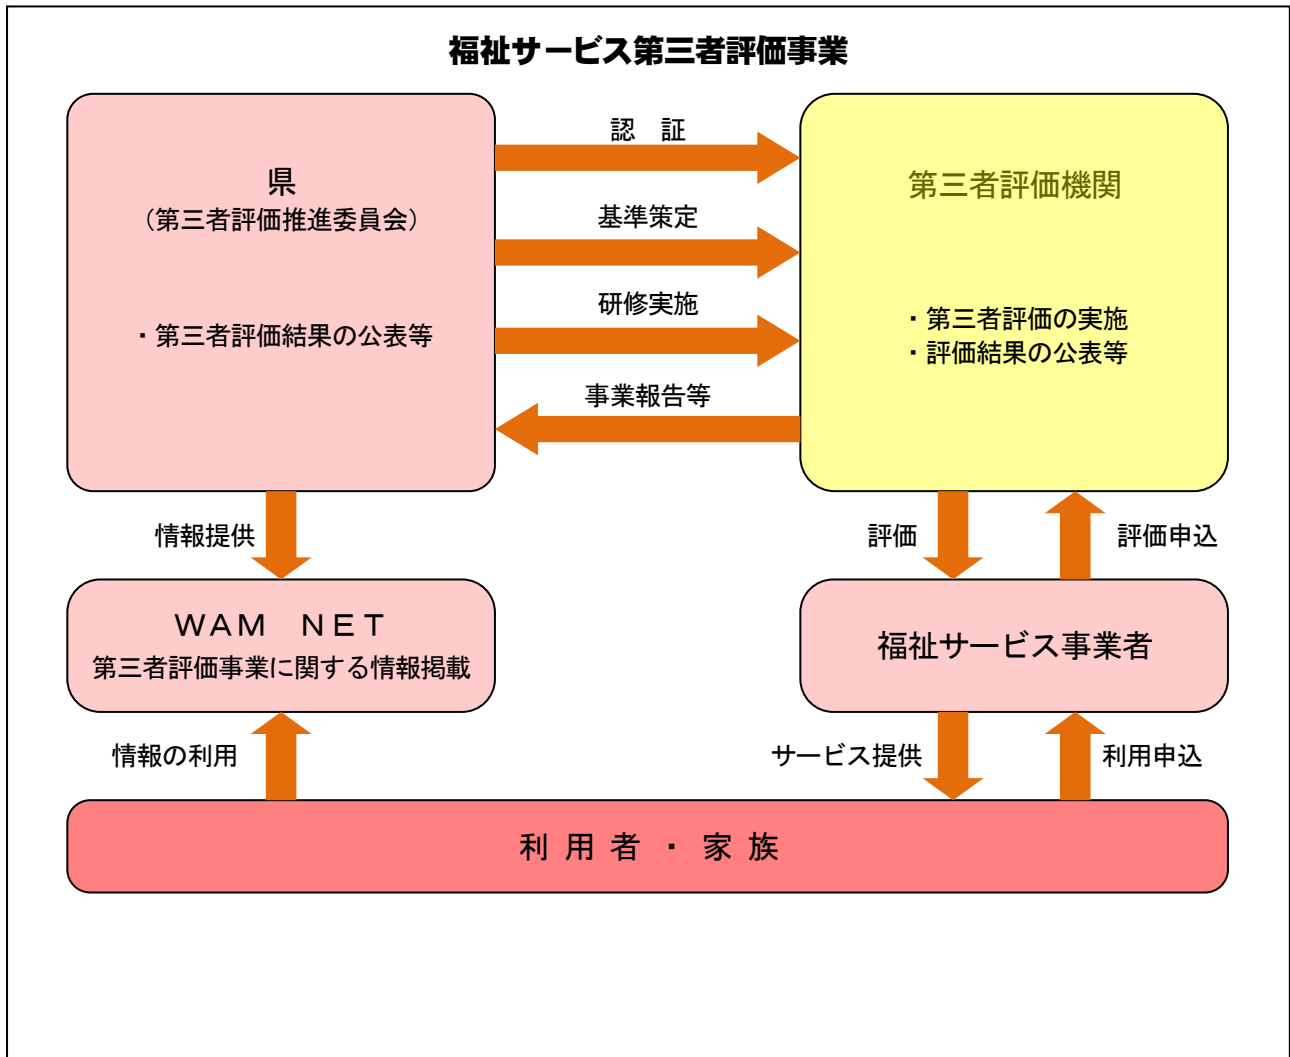 福祉サービス第三者評価事業
県
（第三者評価推進委員会）
・第三者評価結果の公表等
認　証
基準策定
研修実施
事業報告等
第三者評価機関
・第三者評価の実施
・評価結果の公表等
情報提供
評価
評価申込
ＷＡＭ　ＮＥＴ
第三者評価事業に関する情報掲載
福祉サービス事業者
情報の利用
サービス提供
利用申込
利 用 者 ・ 家 族